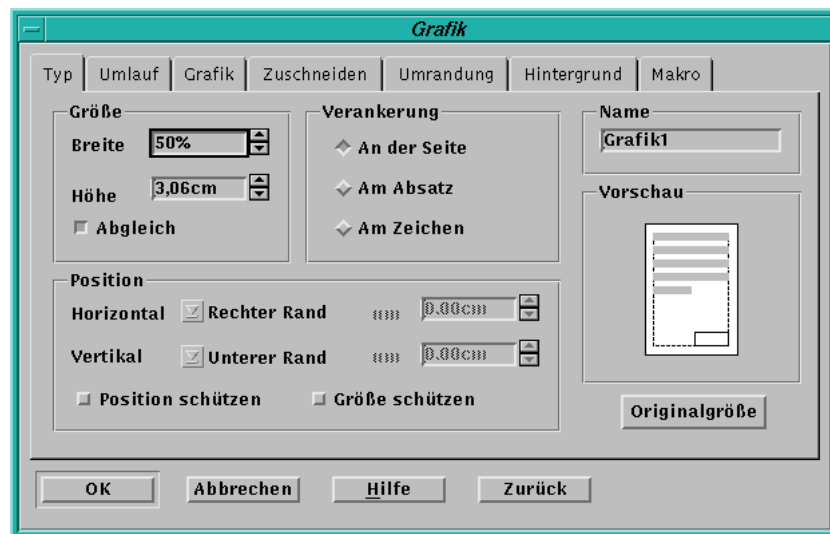 Grafik
Typ Umlauf Grafik Zuschneiden Umrandung Hintergrund Makro
Größe
Breite 50%
Höhe 3,06cm
Abgleich
Verankerung
An der Seite
Am Absatz
Am Zeichen
Name
Grafik1
Vorschau
Position
Horizontal Rechter Rand 0.00cm
Vertikal Unterer Rand 0.00cm
Position schützen Größe schützen
Originalgröße
OK Abbrechen Hilfe Zurück